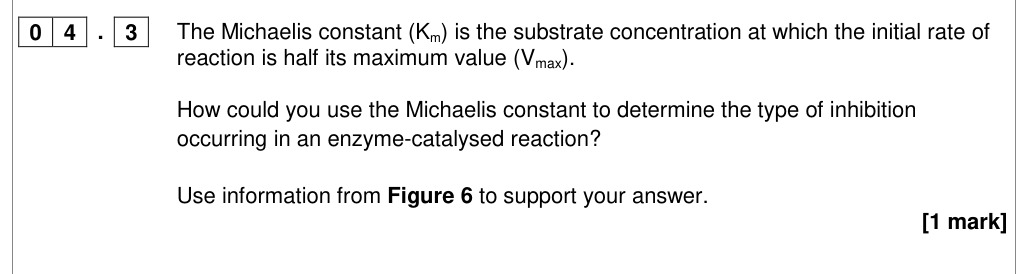 04.3 The Michaelis constant (Km) is the substrate concentration at which the initial rate of
reaction is half its maximum value (Vmax).
How could you use the Michaelis constant to determine the type of inhibition
occurring in an enzyme-catalysed reaction?
Use information from Figure 6 to support your answer.
[1 mark]